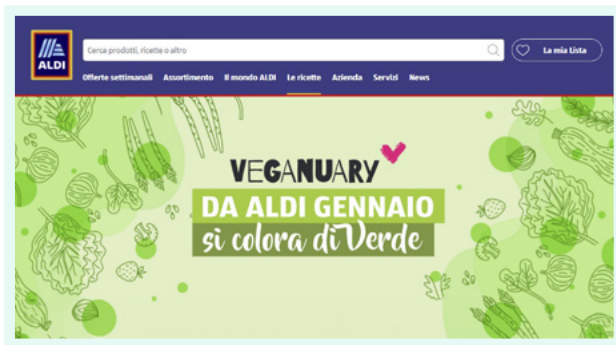 ALDI
Cerca prodotti, ricette o altro
La mia Lista
Offerte settimanali Assortimento Il mondo ALDI Le ricette Azienda Servizi News
VEGANUARY
DA ALDI GENNAIO
si colora di Verde